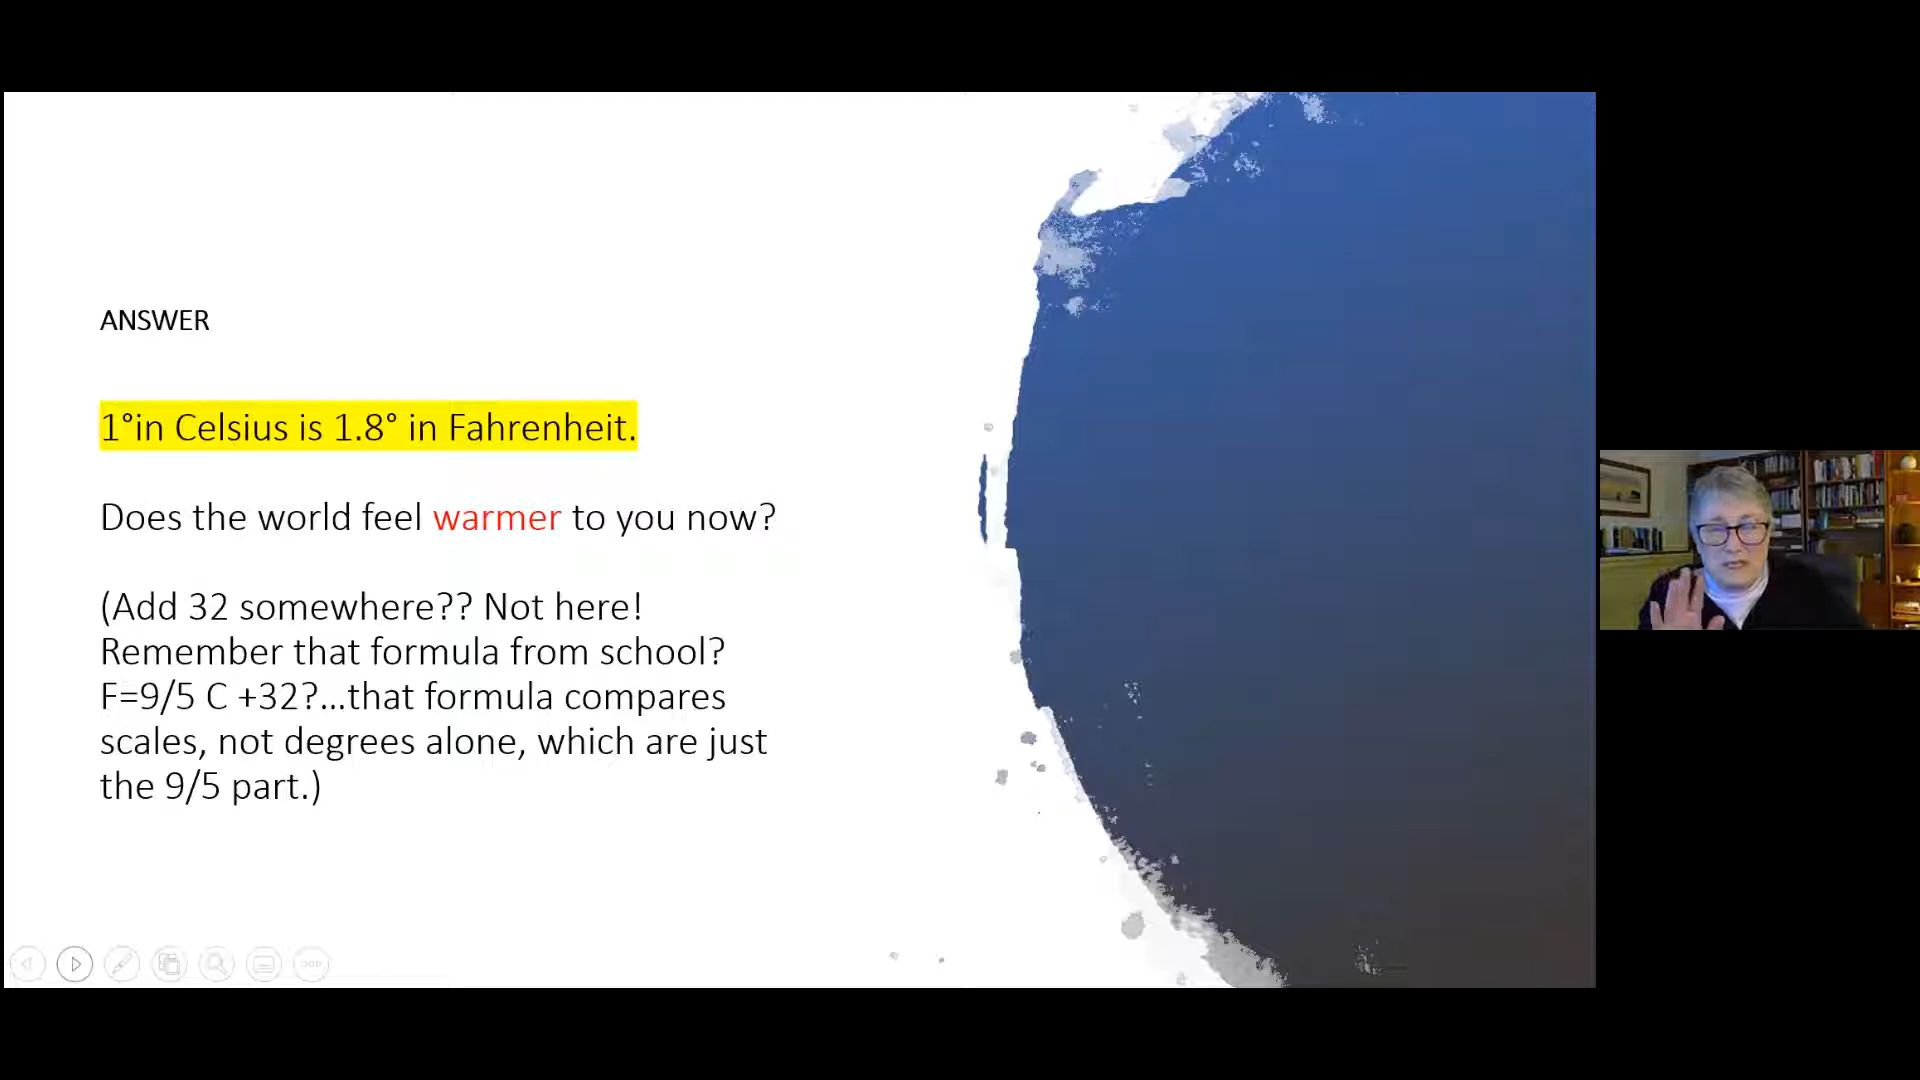 ANSWER
1°in Celsius is 1.8° in Fahrenheit.
Does the world feel warmer to you now?
(Add 32 somewhere?? Not here!
Remember that formula from school?
F=9/5 C +32?...that formula compares
scales, not degrees alone, which are just
the 9/5 part.)